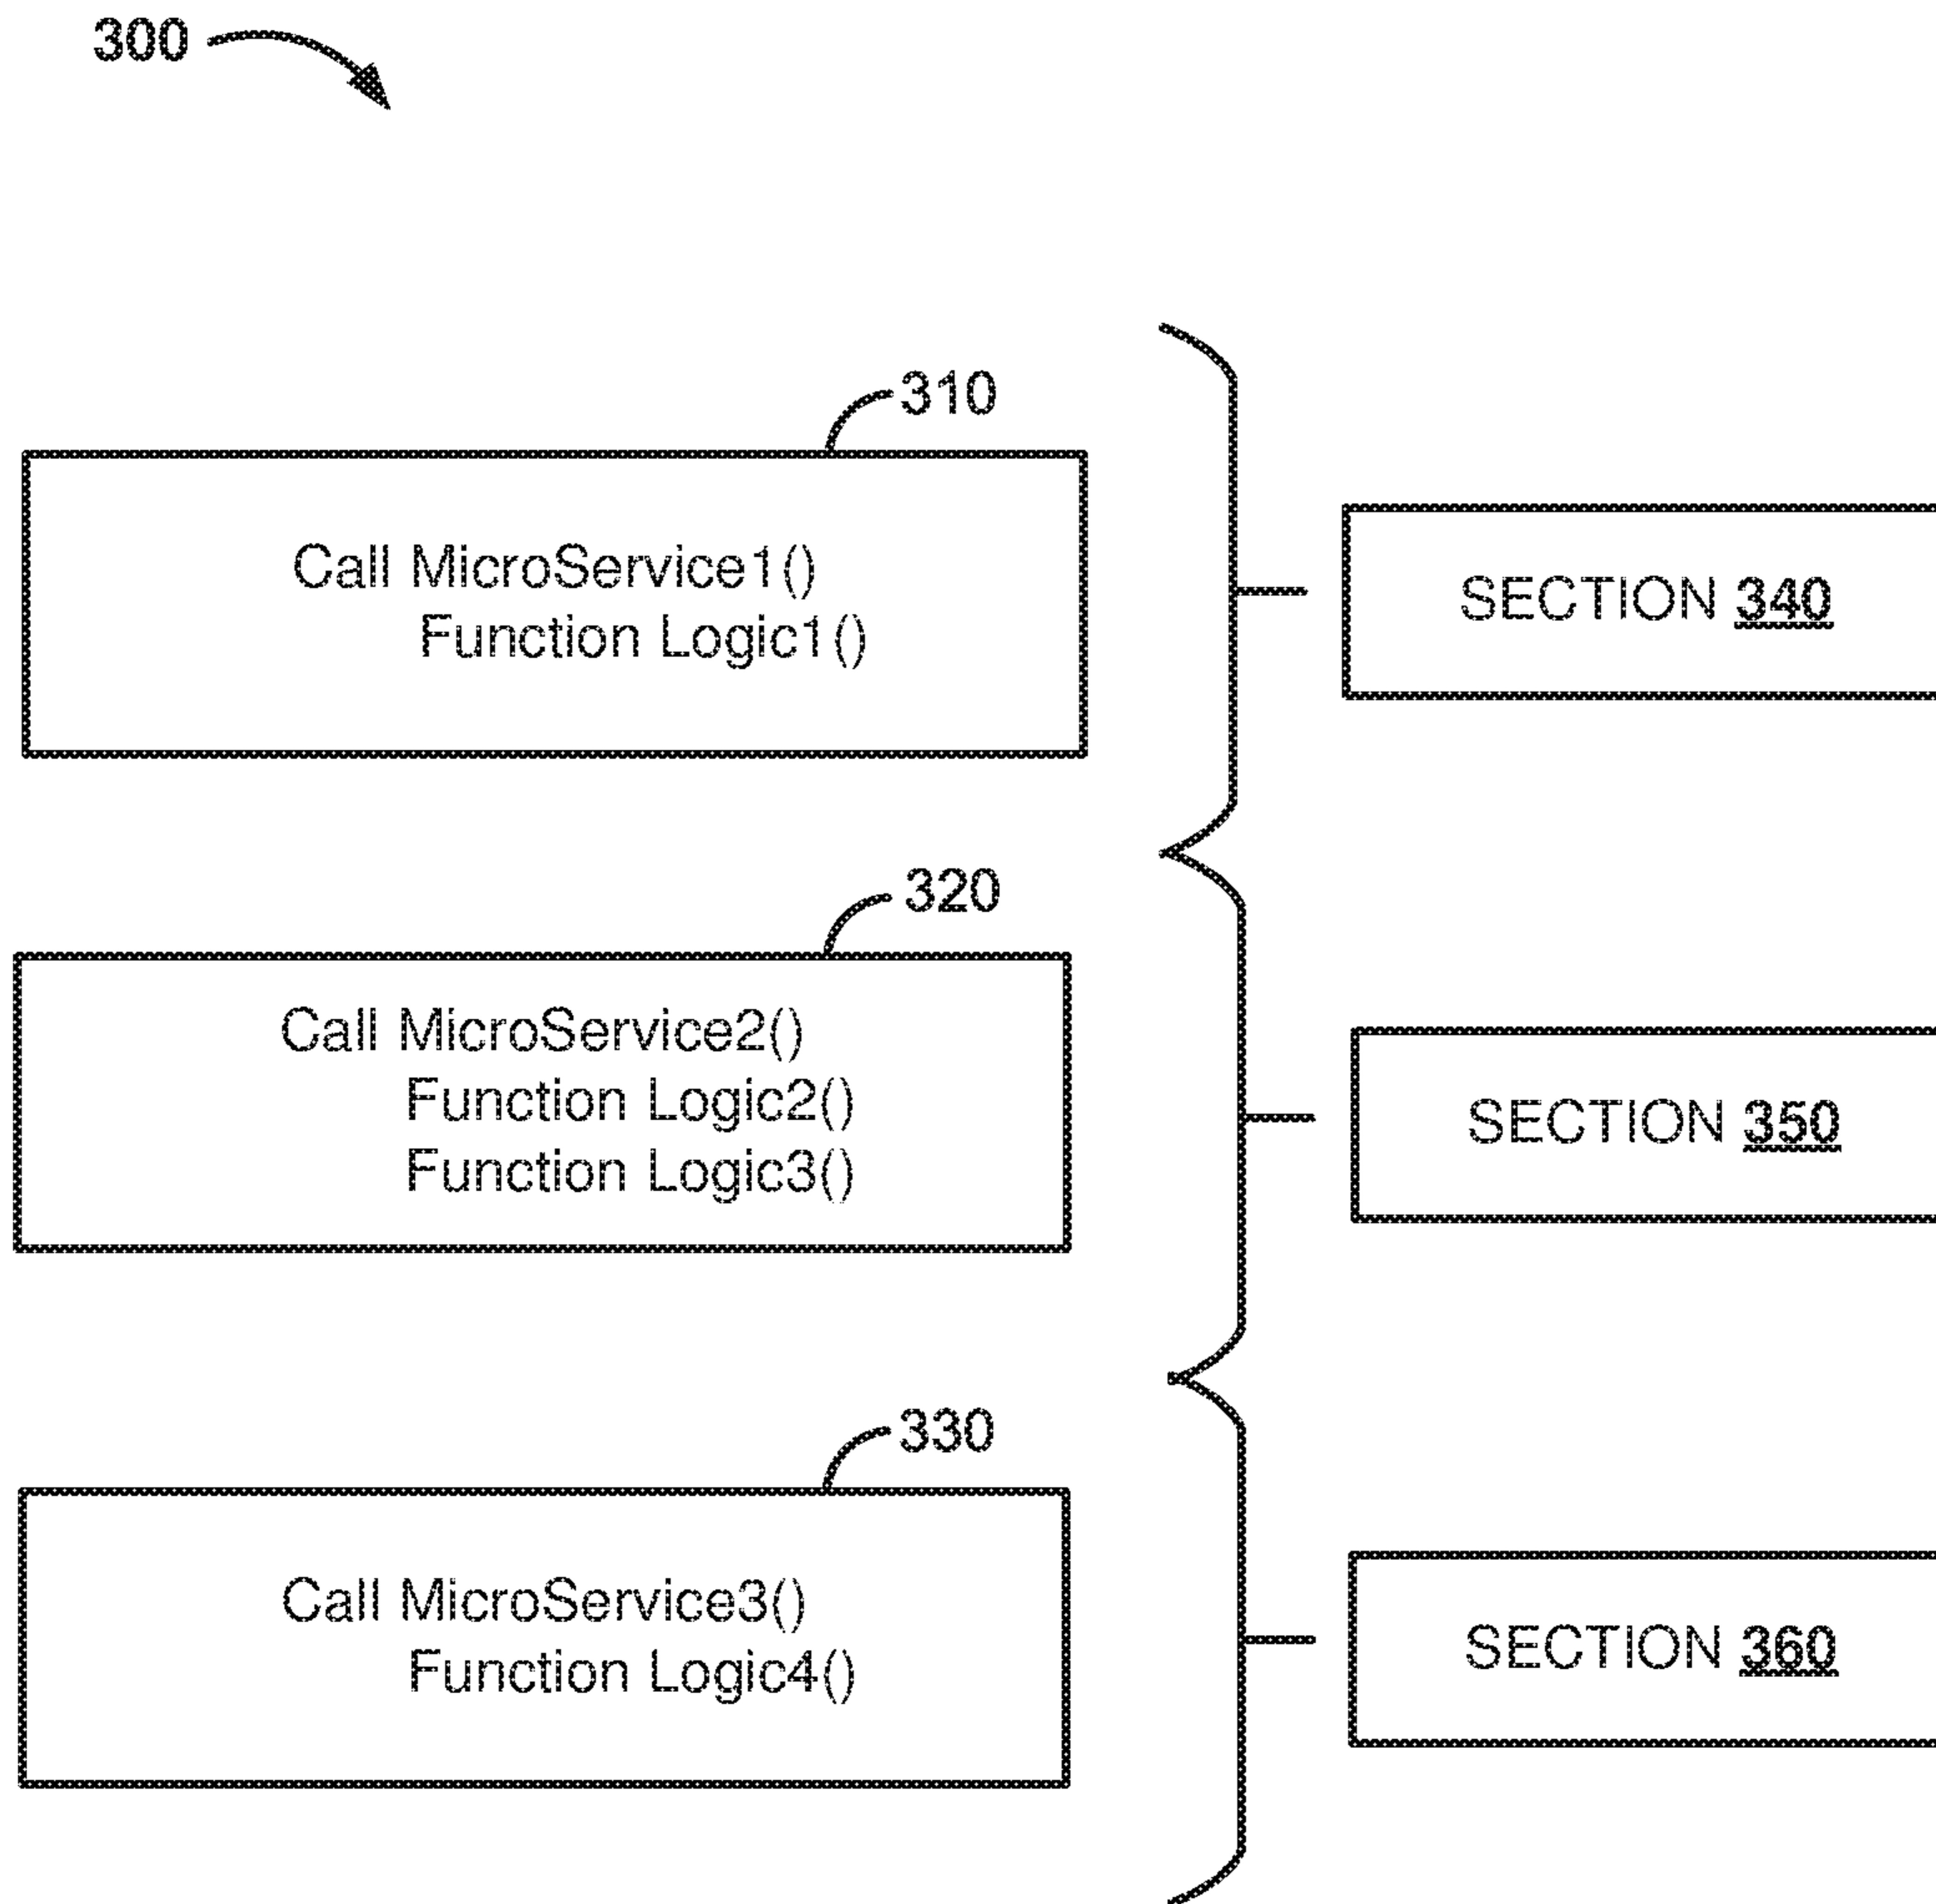 300
310
Call MicroService1()
Function Logic1()
SECTION 340
320
Call MicroService2()
Function Logic2()
Function Logic3()
SECTION 350
330
Call MicroService3()
Function Logic4()
SECTION 360